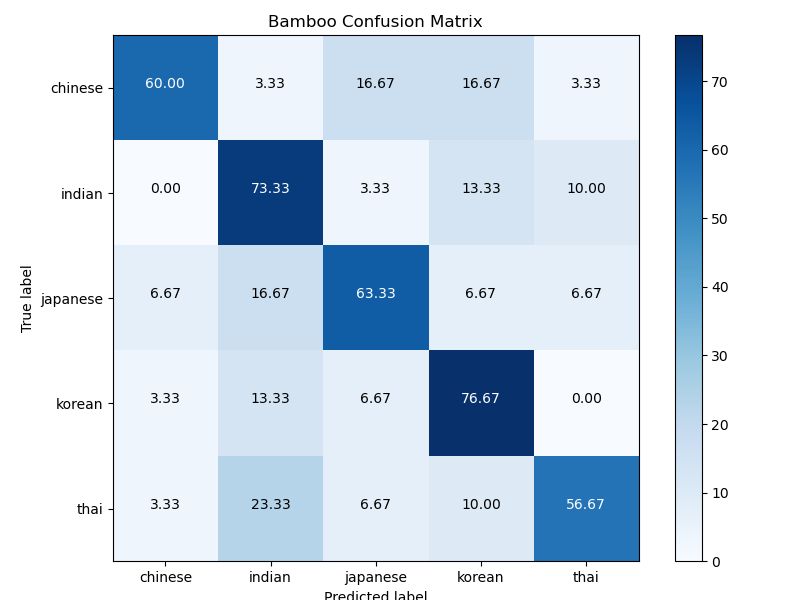 Bamboo Confusion Matrix
True label
chinese 60.00 3.33 16.67 16.67 3.33
indian 0.00 73.33 3.33 13.33 10.00
japanese 6.67 16.67 63.33 6.67 6.67
korean 3.33 13.33 6.67 76.67 0.00
thai 3.33 23.33 6.67 10.00 56.67
chinese indian japanese korean thai
Predicted label
70
60
50
40
30
20
10
0